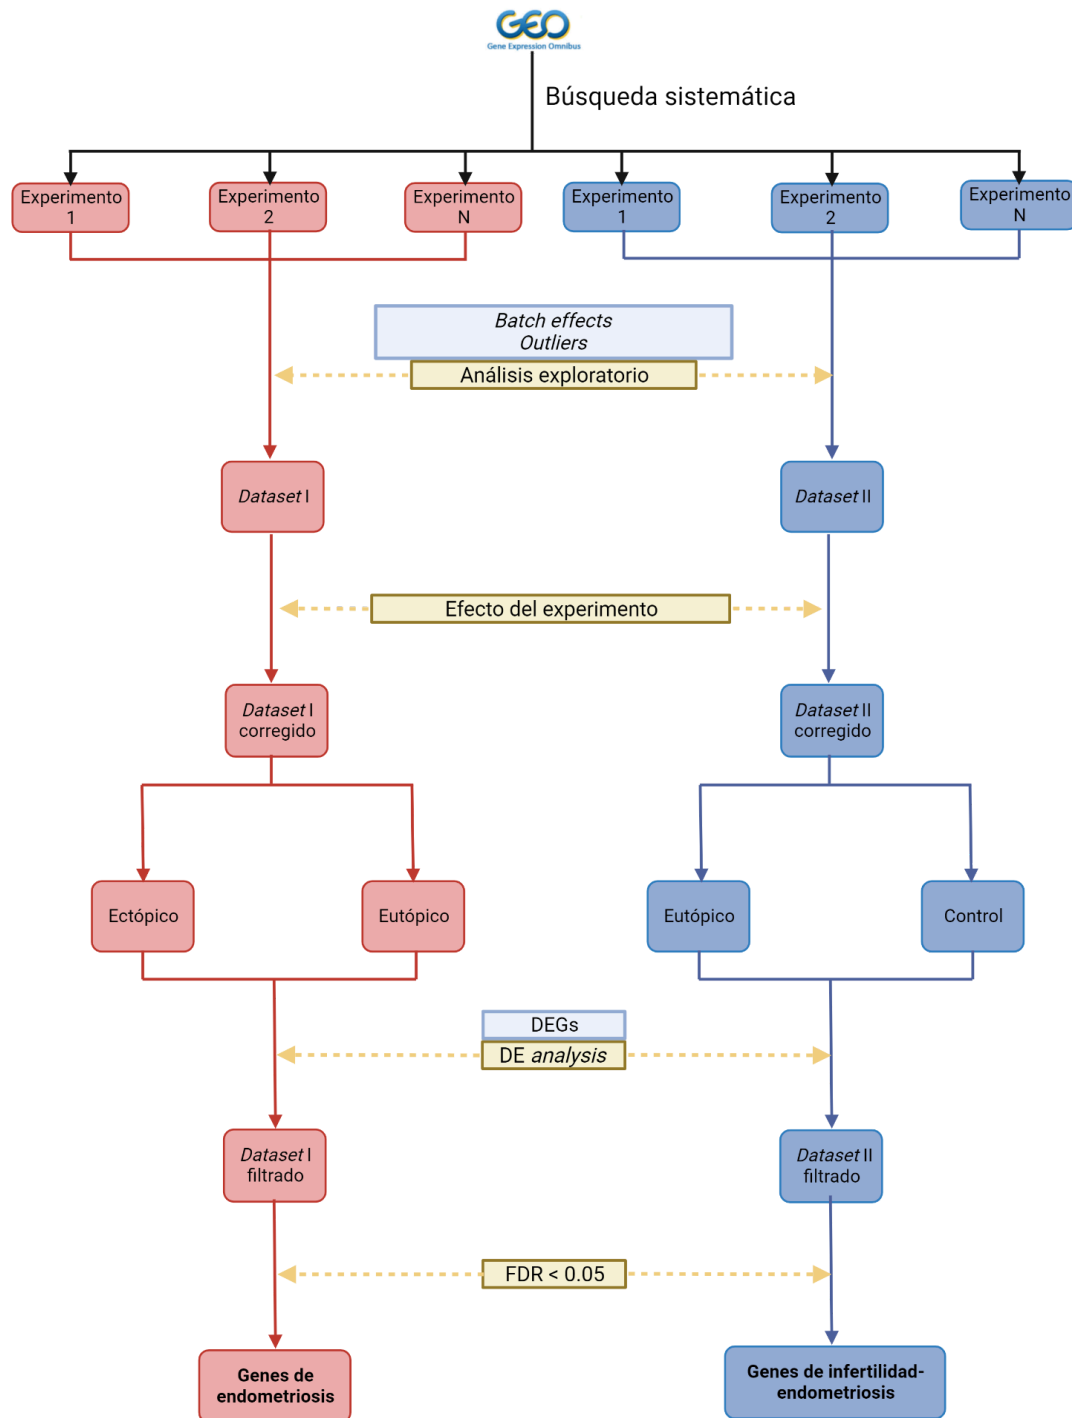 GEO
Gene Expression Omnibus
Búsqueda sistemática
Experimento
1
Experimento
2
Experimento
N
Experimento
1
Experimento
2
Experimento
N
Batch effects
Outliers
Análisis exploratorio
Dataset I
Dataset II
Efecto del experimento
Dataset I
corregido
Dataset II
corregido
Ectópico
Eutópico
Eutópico
Control
DEGs
DE analysis
Dataset I
filtrado
Dataset II
filtrado
FDR < 0.05
Genes de
endometriosis
Genes de infertilidad-
endometriosis